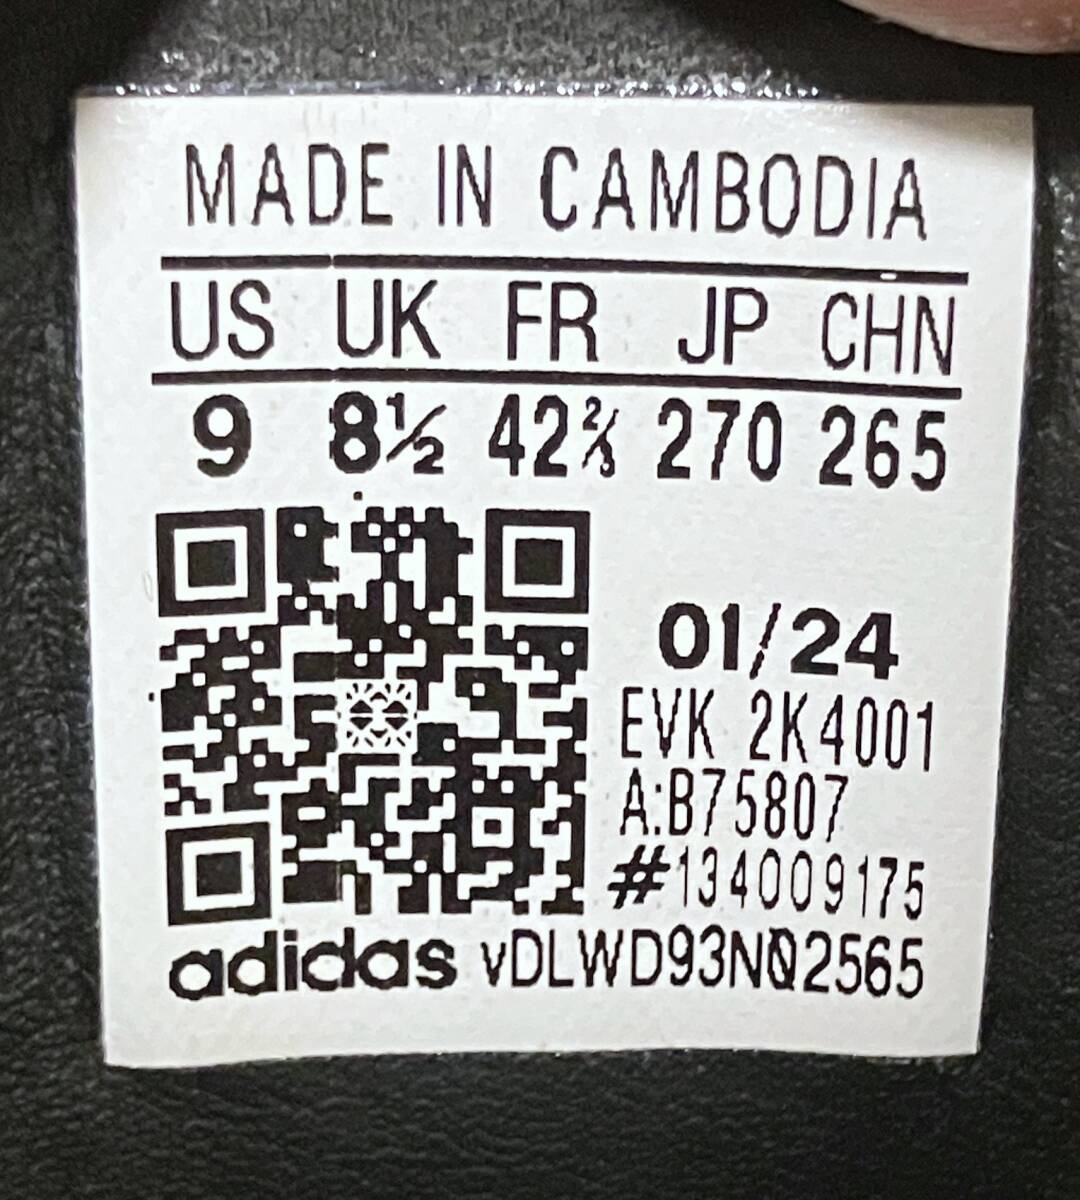 MADE IN CAMBODIA
US UK FR JP CHN
9 8½ 42⅔ 270 265
01/24
EVK 2K4001
A:B75807
#134009175
adidas vDLWD93NQ2565